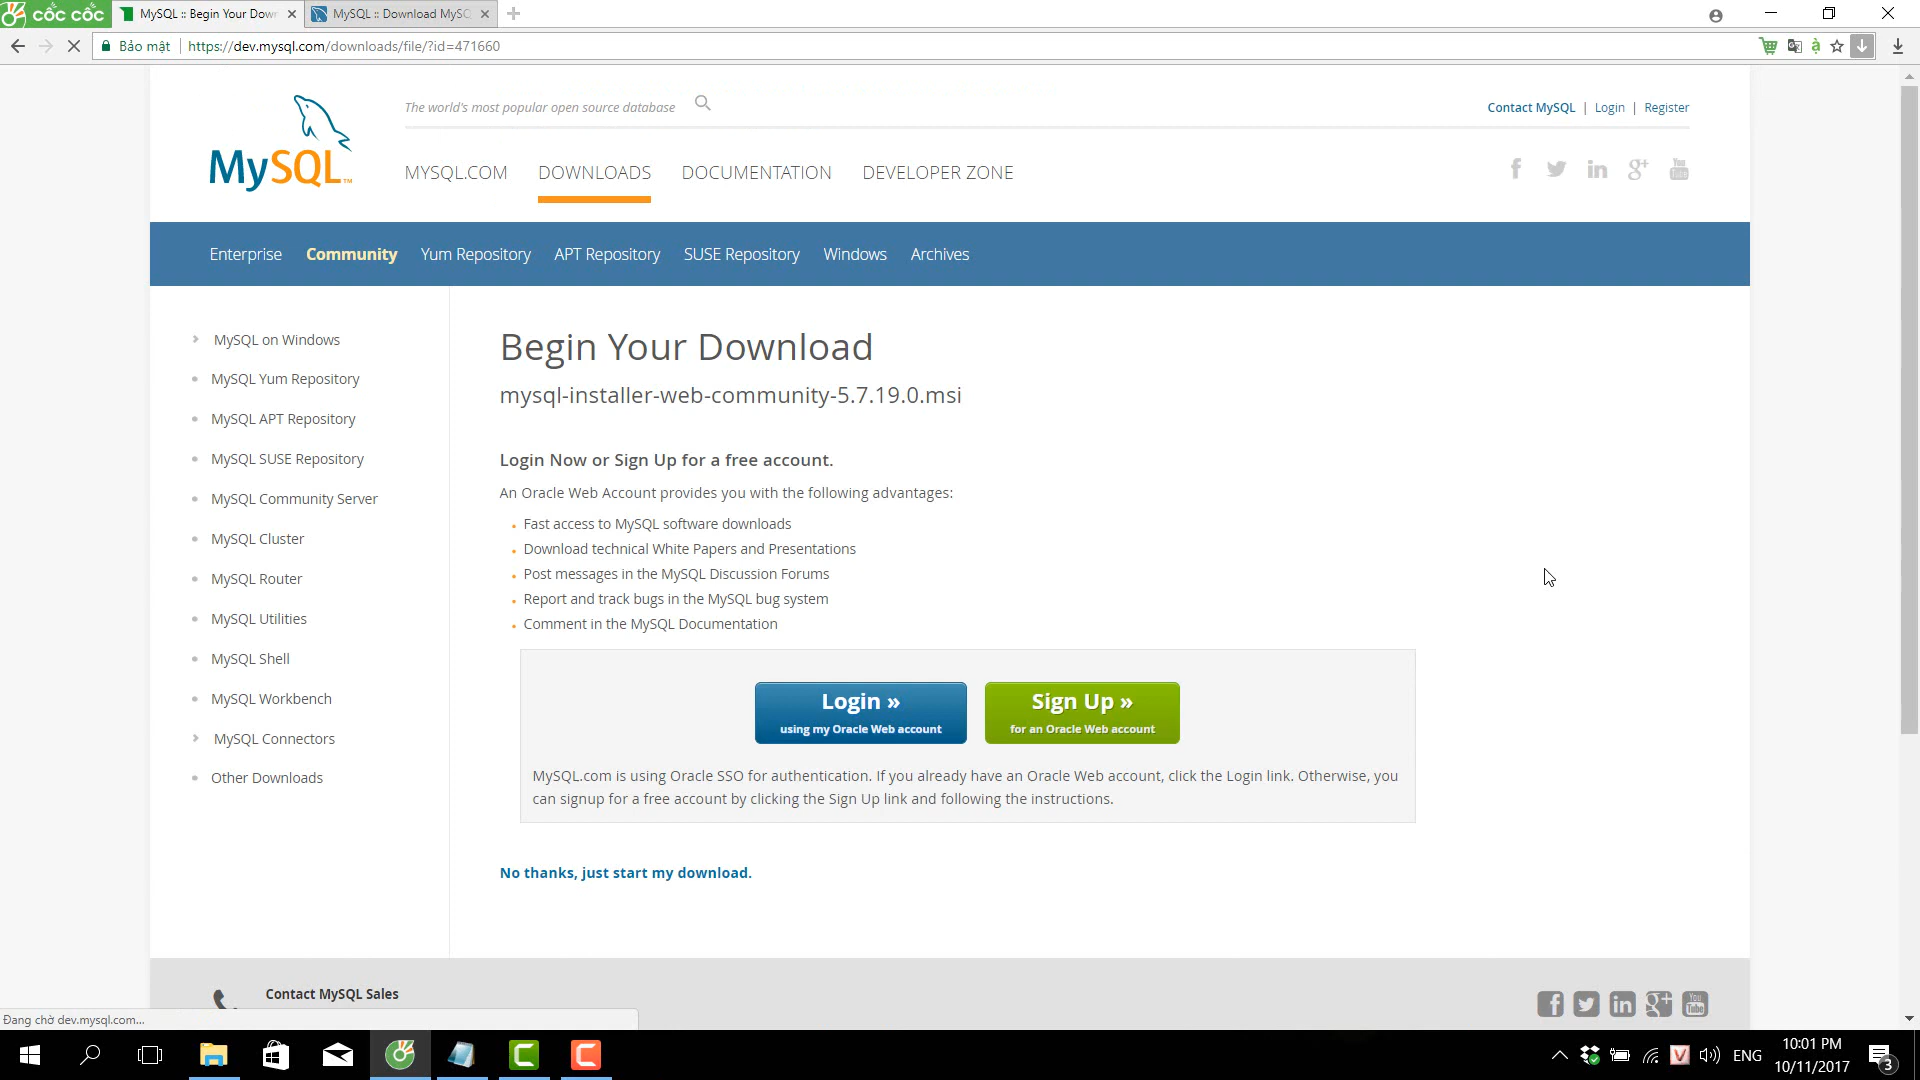 cốc cốc
MySQL :: Begin Your Dow
MySQL :: Download MySQ
Bảo mật
https://dev.mysql.com/downloads/file/?id=471660
The world's most popular open source database
Contact MySQL | Login | Register
MySQL™
MYSQL.COM
DOWNLOADS
DOCUMENTATION
DEVELOPER ZONE
Enterprise
Community
Yum Repository
APT Repository
SUSE Repository
Windows
Archives
MySQL on Windows
MySQL Yum Repository
MySQL APT Repository
MySQL SUSE Repository
MySQL Community Server
MySQL Cluster
MySQL Router
MySQL Utilities
MySQL Shell
MySQL Workbench
MySQL Connectors
Other Downloads
Begin Your Download
mysql-installer-web-community-5.7.19.0.msi
Login Now or Sign Up for a free account.
An Oracle Web Account provides you with the following advantages:
Fast access to MySQL software downloads
Download technical White Papers and Presentations
Post messages in the MySQL Discussion Forums
Report and track bugs in the MySQL bug system
Comment in the MySQL Documentation
Login »
using my Oracle Web account
Sign Up »
for an Oracle Web account
MySQL.com is using Oracle SSO for authentication. If you already have an Oracle Web account, click the Login link. Otherwise, you
can signup for a free account by clicking the Sign Up link and following the instructions.
No thanks, just start my download.
Contact MySQL Sales
Đang chờ dev.mysql.com...
ENG
10:01 PM
10/11/2017
3